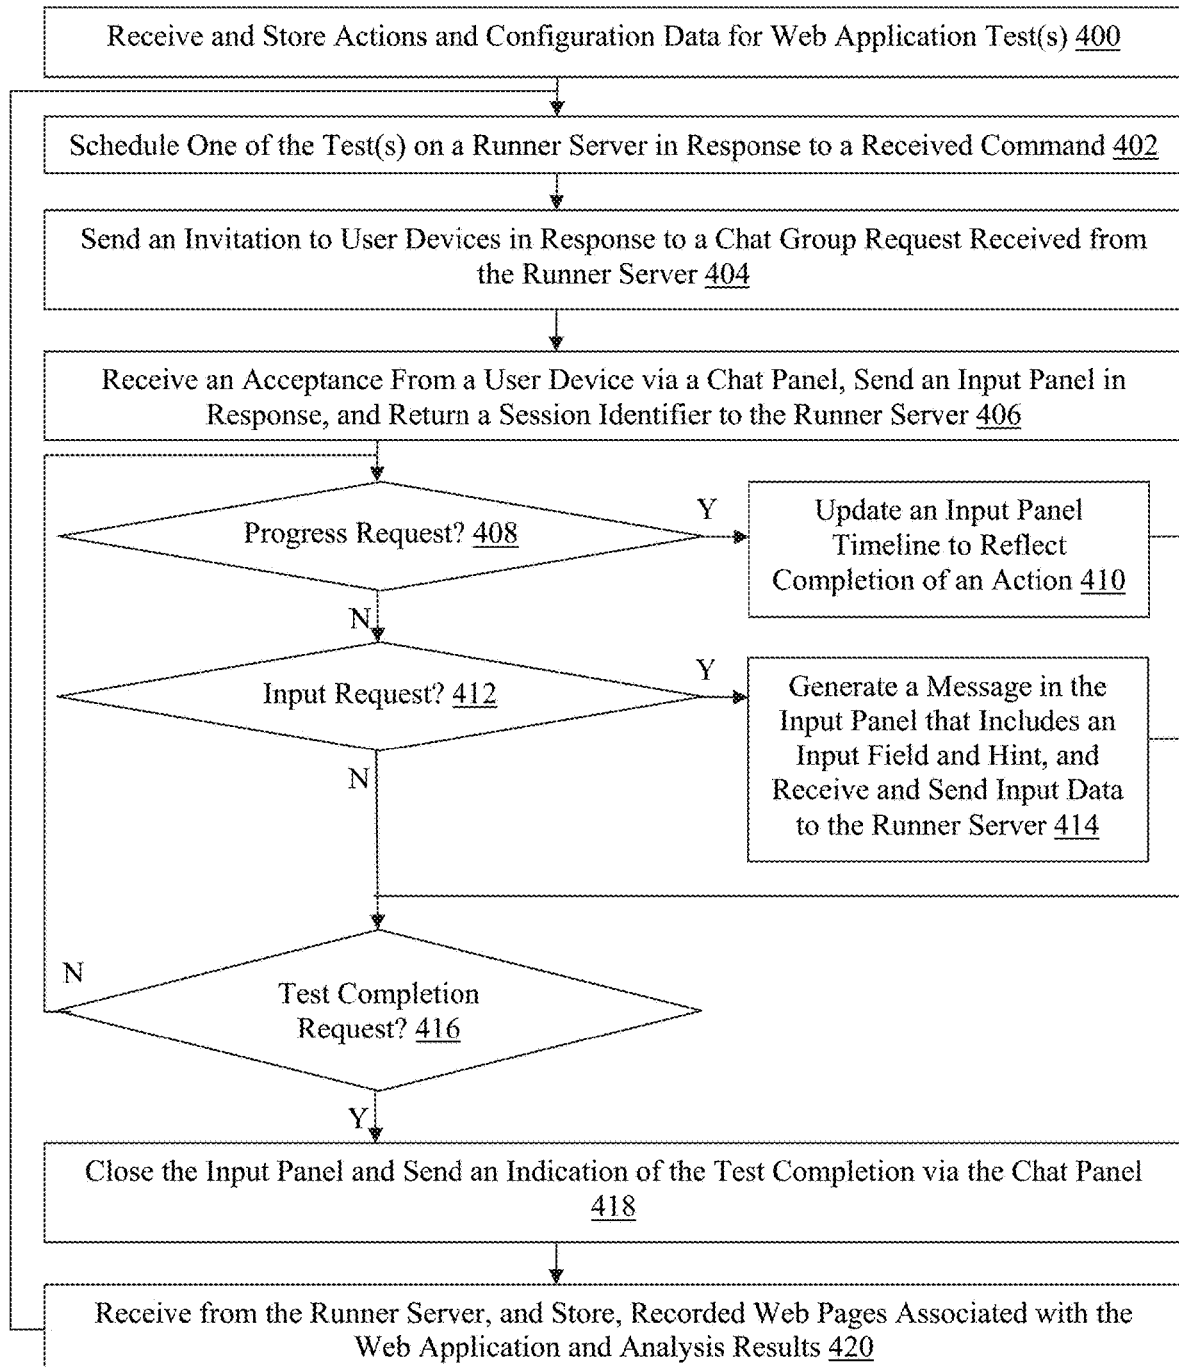 Receive and Store Actions and Configuration Data for Web Application Test(s) 400
Schedule One of the Test(s) on a Runner Server in Response to a Received Command 402
Send an Invitation to User Devices in Response to a Chat Group Request Received from
the Runner Server 404
Receive an Acceptance From a User Device via a Chat Panel, Send an Input Panel in
Response, and Return a Session Identifier to the Runner Server 406
Progress Request? 408
Y
Update an Input Panel
Timeline to Reflect
Completion of an Action 410
N
Input Request? 412
Y
Generate a Message in the
Input Panel that Includes an
Input Field and Hint, and
Receive and Send Input Data
to the Runner Server 414
N
N
Test Completion
Request? 416
Y
Close the Input Panel and Send an Indication of the Test Completion via the Chat Panel
418
Receive from the Runner Server, and Store, Recorded Web Pages Associated with the
Web Application and Analysis Results 420